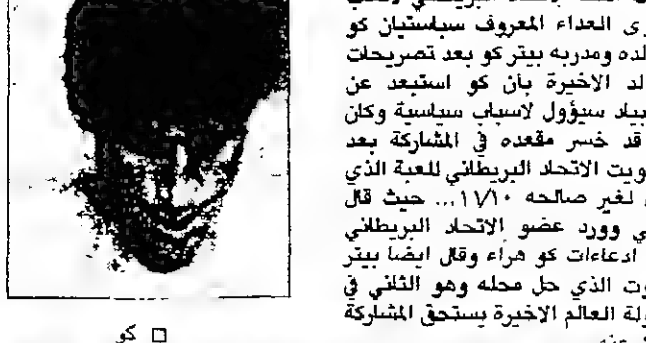 رى العداء المعروف سباستيان كو
لده ومدربه بيتر كو بعد تصريحات
لد الاخيرة بأن كو استبعد عن
بياد سيؤول لاسباب سياسية وكان
قد خسر مقعده في المشاركة بعد
ويت الاتحاد البريطاني للعبة الذي
لغير صالحه ١١/١٠... حيث قال
ي وورد عضو الاتحاد البريطاني
ادعاءات كو هراء وقال ايضا بيتر
وت الذي حل محله وهو الثاني في
ولة العالم الاخيرة يستحق المشاركة
□ كو